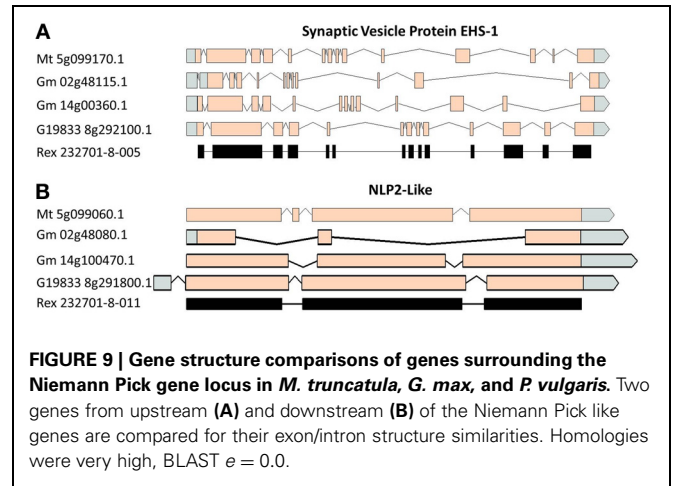 A
Synaptic Vesicle Protein EHS-1
Mt 5g099170.1
Gm 02g48115.1
Gm 14g00360.1
G19833 8g292100.1
Rex 232701-8-005
B
NLP2-Like
Mt 5g099060.1
Gm 02g48080.1
Gm 14g100470.1
G19833 8g291800.1
Rex 232701-8-011
FIGURE 9 | Gene structure comparisons of genes surrounding the
Niemann Pick gene locus in M. truncatula, G. max, and P. vulgaris. Two
genes from upstream (A) and downstream (B) of the Niemann Pick like
genes are compared for their exon/intron structure similarities. Homologies
were very high, BLAST e = 0.0.